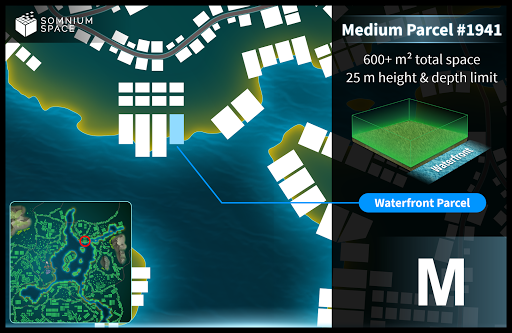 SOMNIUM
SPACE
Medium Parcel #1941
600+ m² total space
25 m height & depth limit
Waterfront
Waterfront Parcel
M